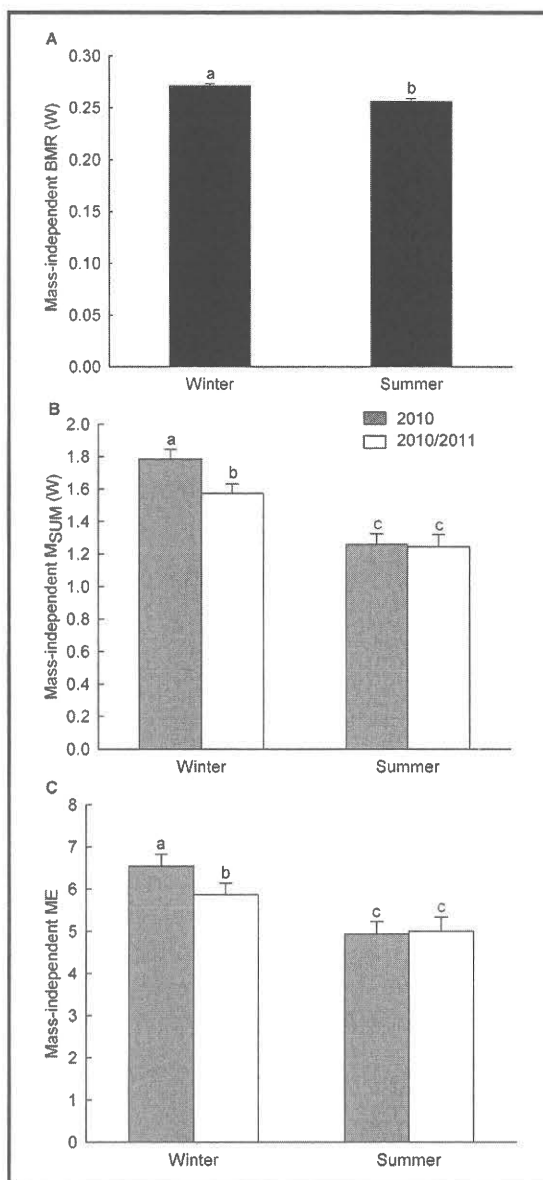 A
Mass-independent BMR (W)
0.30
0.25
0.20
0.15
0.10
0.05
0.00
a
b
Winter
Summer
B
2010
2010/2011
Mass-independent MSUM (W)
2.0
1.8
1.6
1.4
1.2
1.0
0.8
0.6
0.4
0.2
0.0
a
b
c
c
Winter
Summer
C
Mass-independent ME
8
7
6
5
4
3
2
1
0
a
b
c
c
Winter
Summer